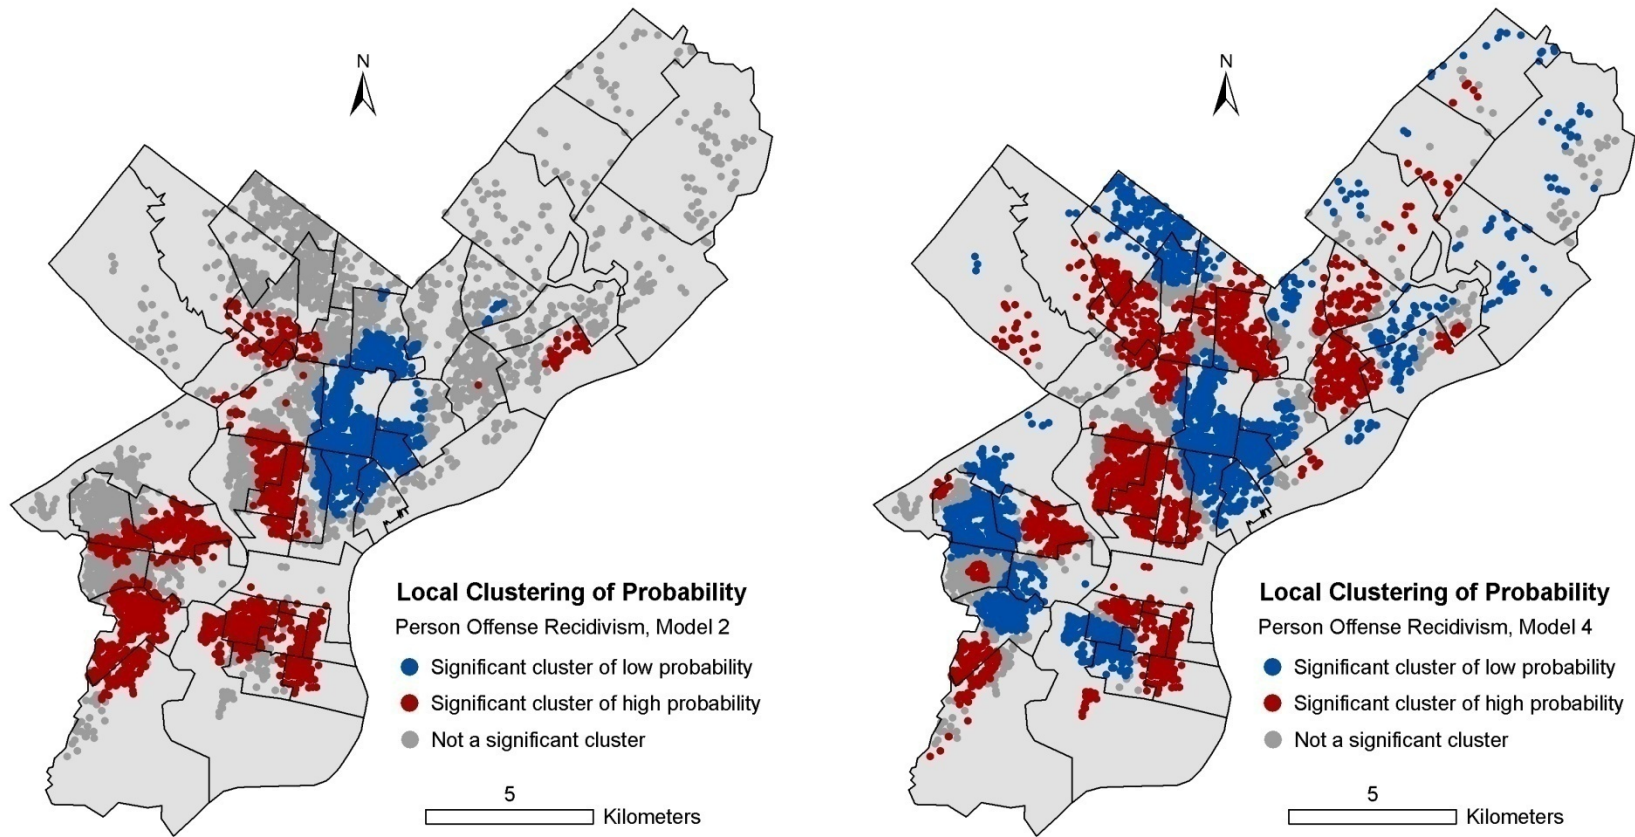 N
Local Clustering of Probability
Person Offense Recidivism, Model 2
Significant cluster of low probability
Significant cluster of high probability
Not a significant cluster
5
Kilometers
N
Local Clustering of Probability
Person Offense Recidivism, Model 4
Significant cluster of low probability
Significant cluster of high probability
Not a significant cluster
5
Kilometers